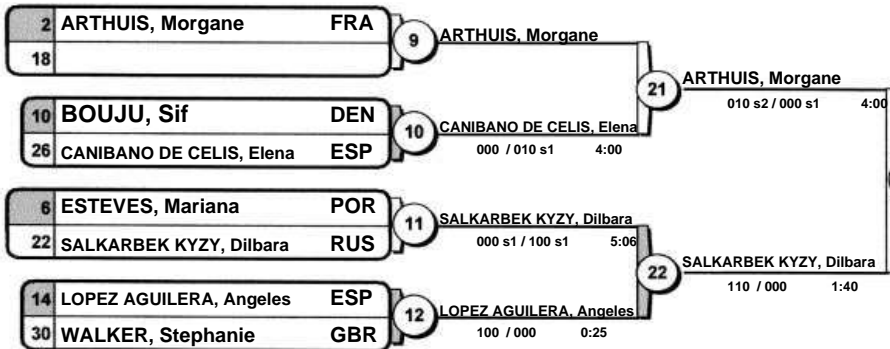 2 ARTHUIS, Morgane FRA
18
9
ARTHUIS, Morgane
10 BOUJU, Sif DEN
26 CANIBANO DE CELIS, Elena ESP
10
CANIBANO DE CELIS, Elena
000 / 010 s1 4:00
21
ARTHUIS, Morgane
010 s2 / 000 s1 4:00
6 ESTEVES, Mariana POR
22 SALKARBEK KYZY, Dilbara RUS
11
SALKARBEK KYZY, Dilbara
000 s1 / 100 s1 5:06
14 LOPEZ AGUILERA, Angeles ESP
30 WALKER, Stephanie GBR
12
LOPEZ AGUILERA, Angeles
100 / 000 0:25
22
SALKARBEK KYZY, Dilbara
110 / 000 1:40